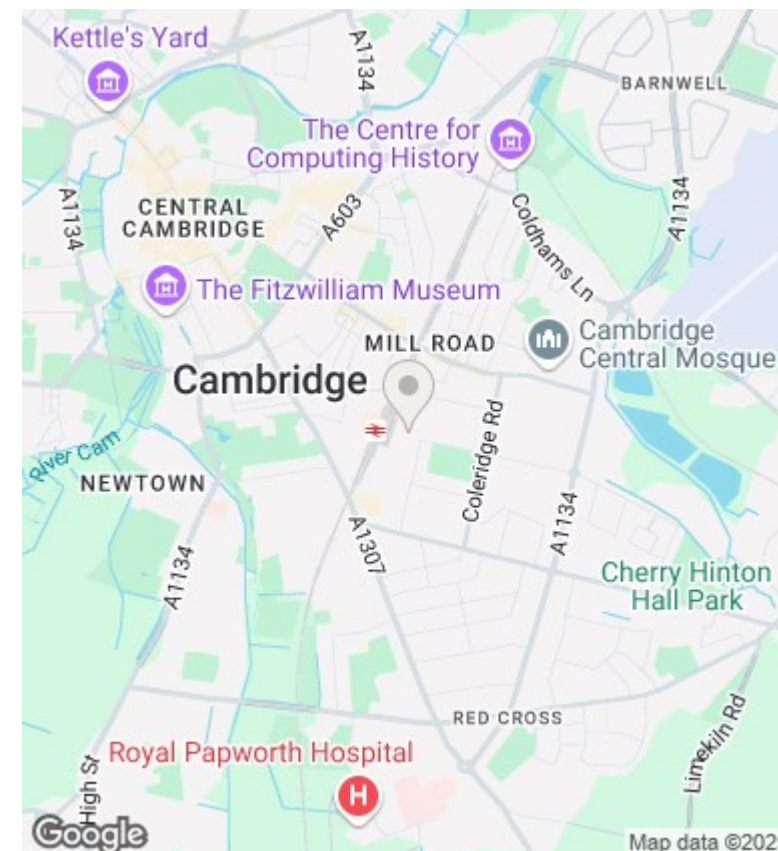 Kettle's Yard
A1134
BARNWELL
The Centre for
Computing History
A1134
CENTRAL
CAMBRIDGE
A603
A1134
Coldhams Ln
The Fitzwilliam Museum
MILL ROAD
Cambridge
Central Mosque
Cambridge
Coleridge Rd
River Cam
NEWTOWN
A1307
A1134
A1134
Cherry Hinton
Hall Park
RED CROSS
Royal Papworth Hospital
H
High St
Limekiln Rd
Google
Map data ©202